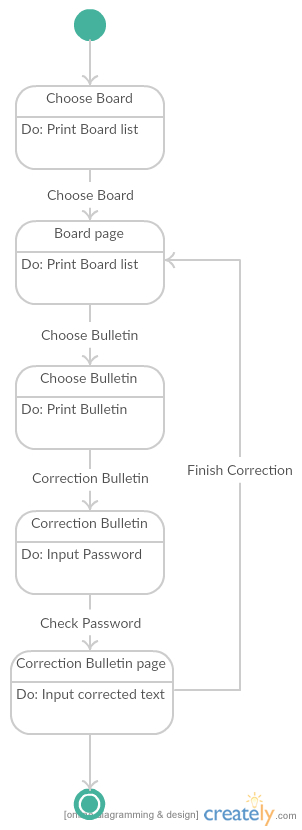 Choose Board
Do: Print Board list
Choose Board
Board page
Do: Print Board list
Choose Bulletin
Choose Bulletin
Do: Print Bulletin
Correction Bulletin
Finish Correction
Correction Bulletin
Do: Input Password
Check Password
Correction Bulletin page
Do: Input corrected text
diagramming & design] creately.com